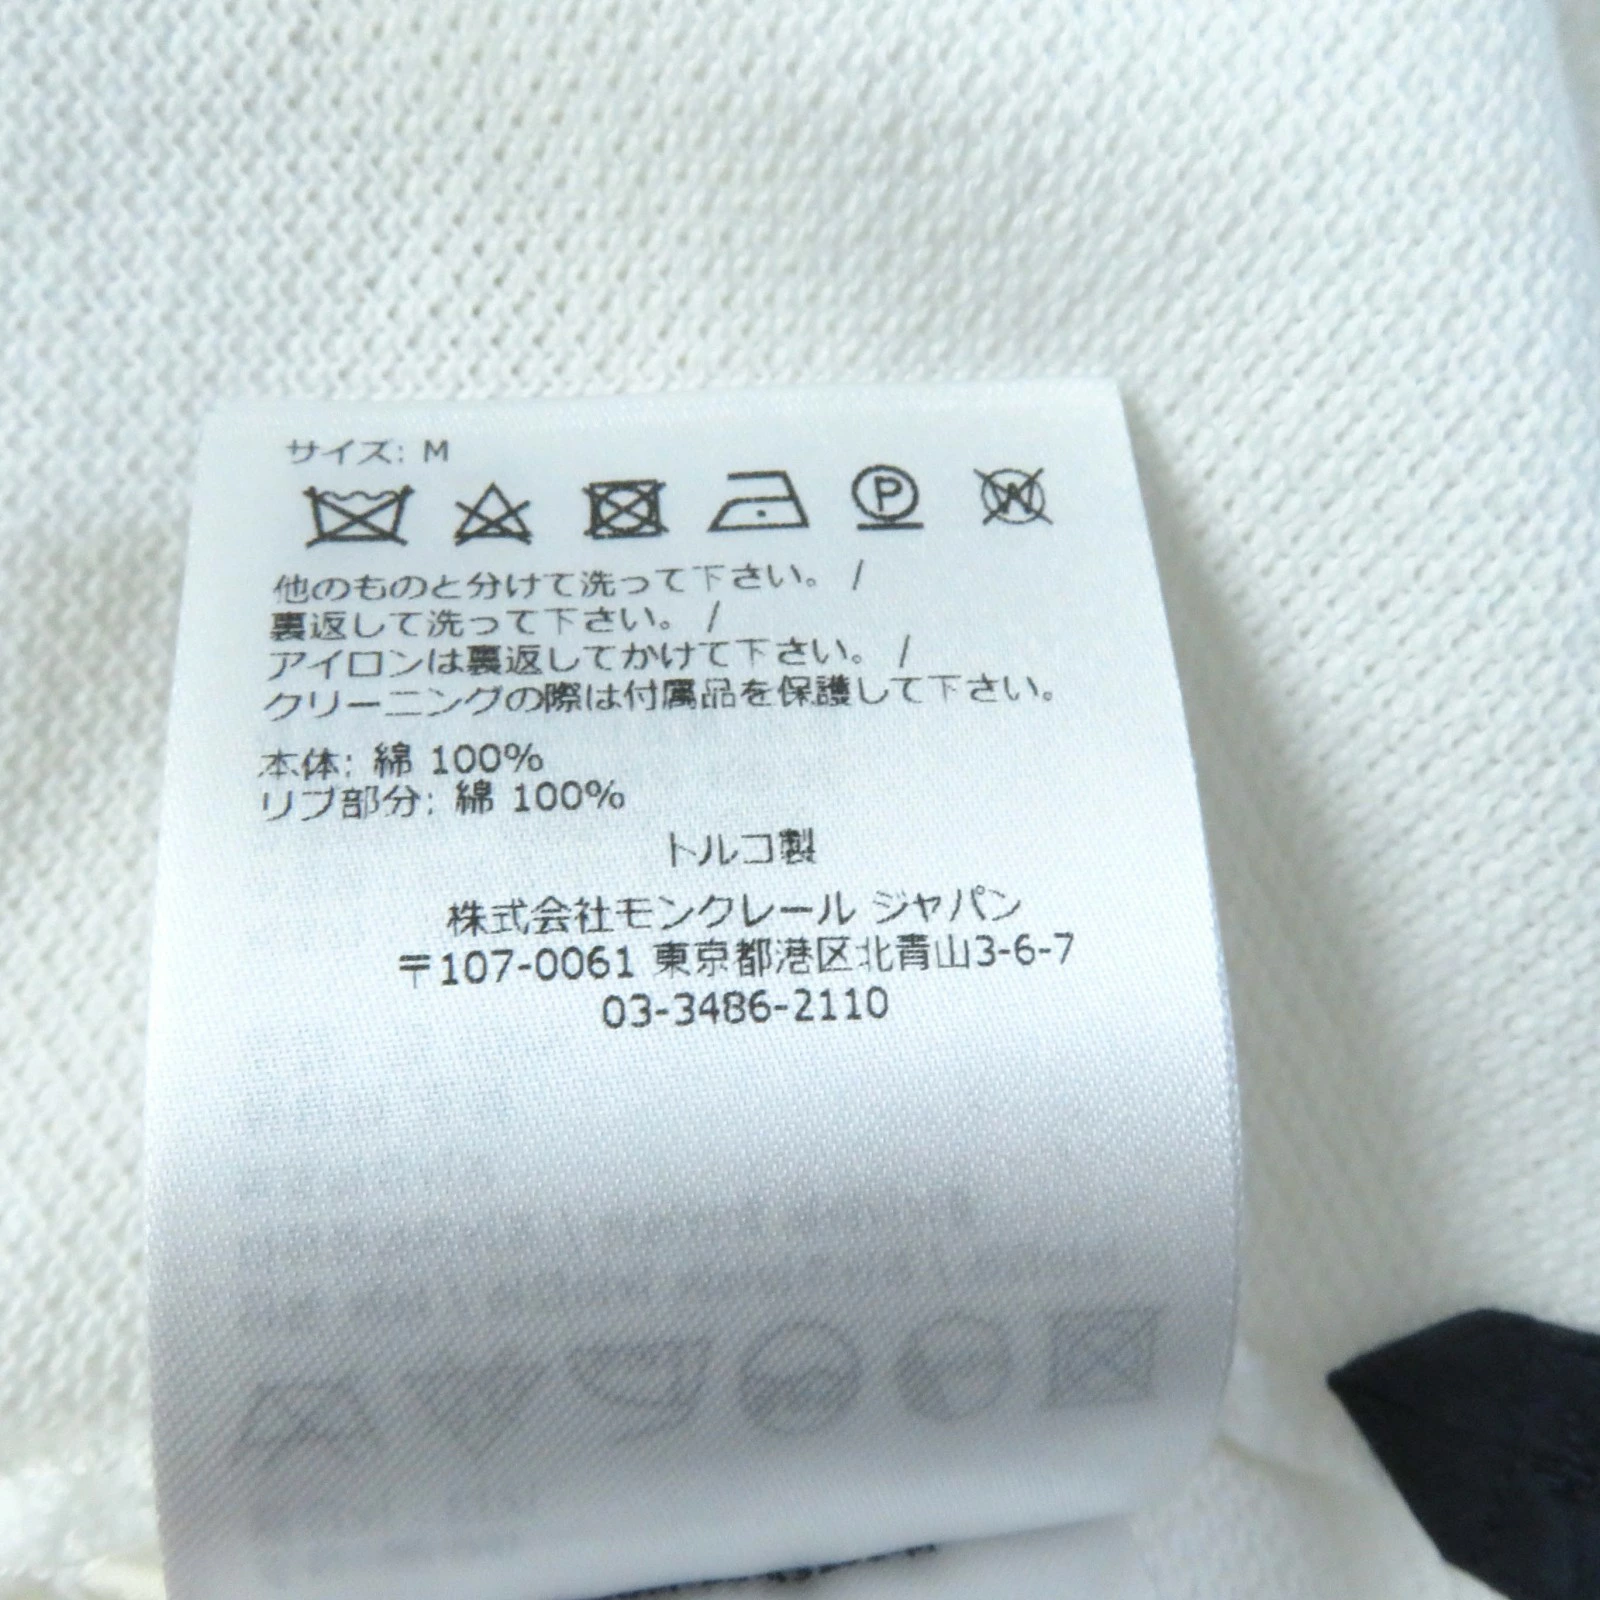 サイズ: M
P
W
他のものと分けて洗って下さい。 /
裏返して洗って下さい。 /
アイロンは裏返してかけて下さい。 /
クリーニングの際は付属品を保護して下さい。
本体: 綿 100%
リブ部分: 綿 100%
トルコ製
株式会社モンクレール ジャパン
〒107-0061 東京都港区北青山3-6-7
03-3486-2110